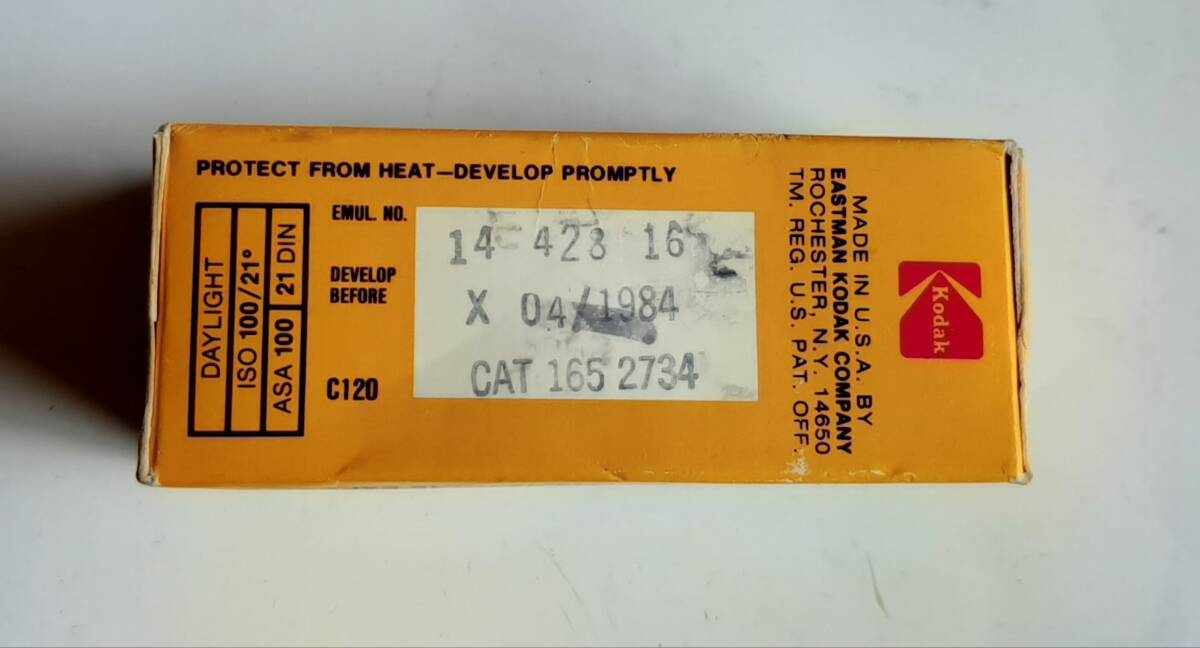 PROTECT FROM HEAT—DEVELOP PROMPTLY
DAYLIGHT
ISO 100/21°
ASA 100 21 DIN
EMUL. NO.
14 428 16
DEVELOP
BEFORE
X 04/1984
C120
CAT 165 2734
MADE IN U.S.A. BY
EASTMAN KODAK COMPANY
ROCHESTER, N.Y. 14650
TM. REG. U.S. PAT. OFF.
Kodak